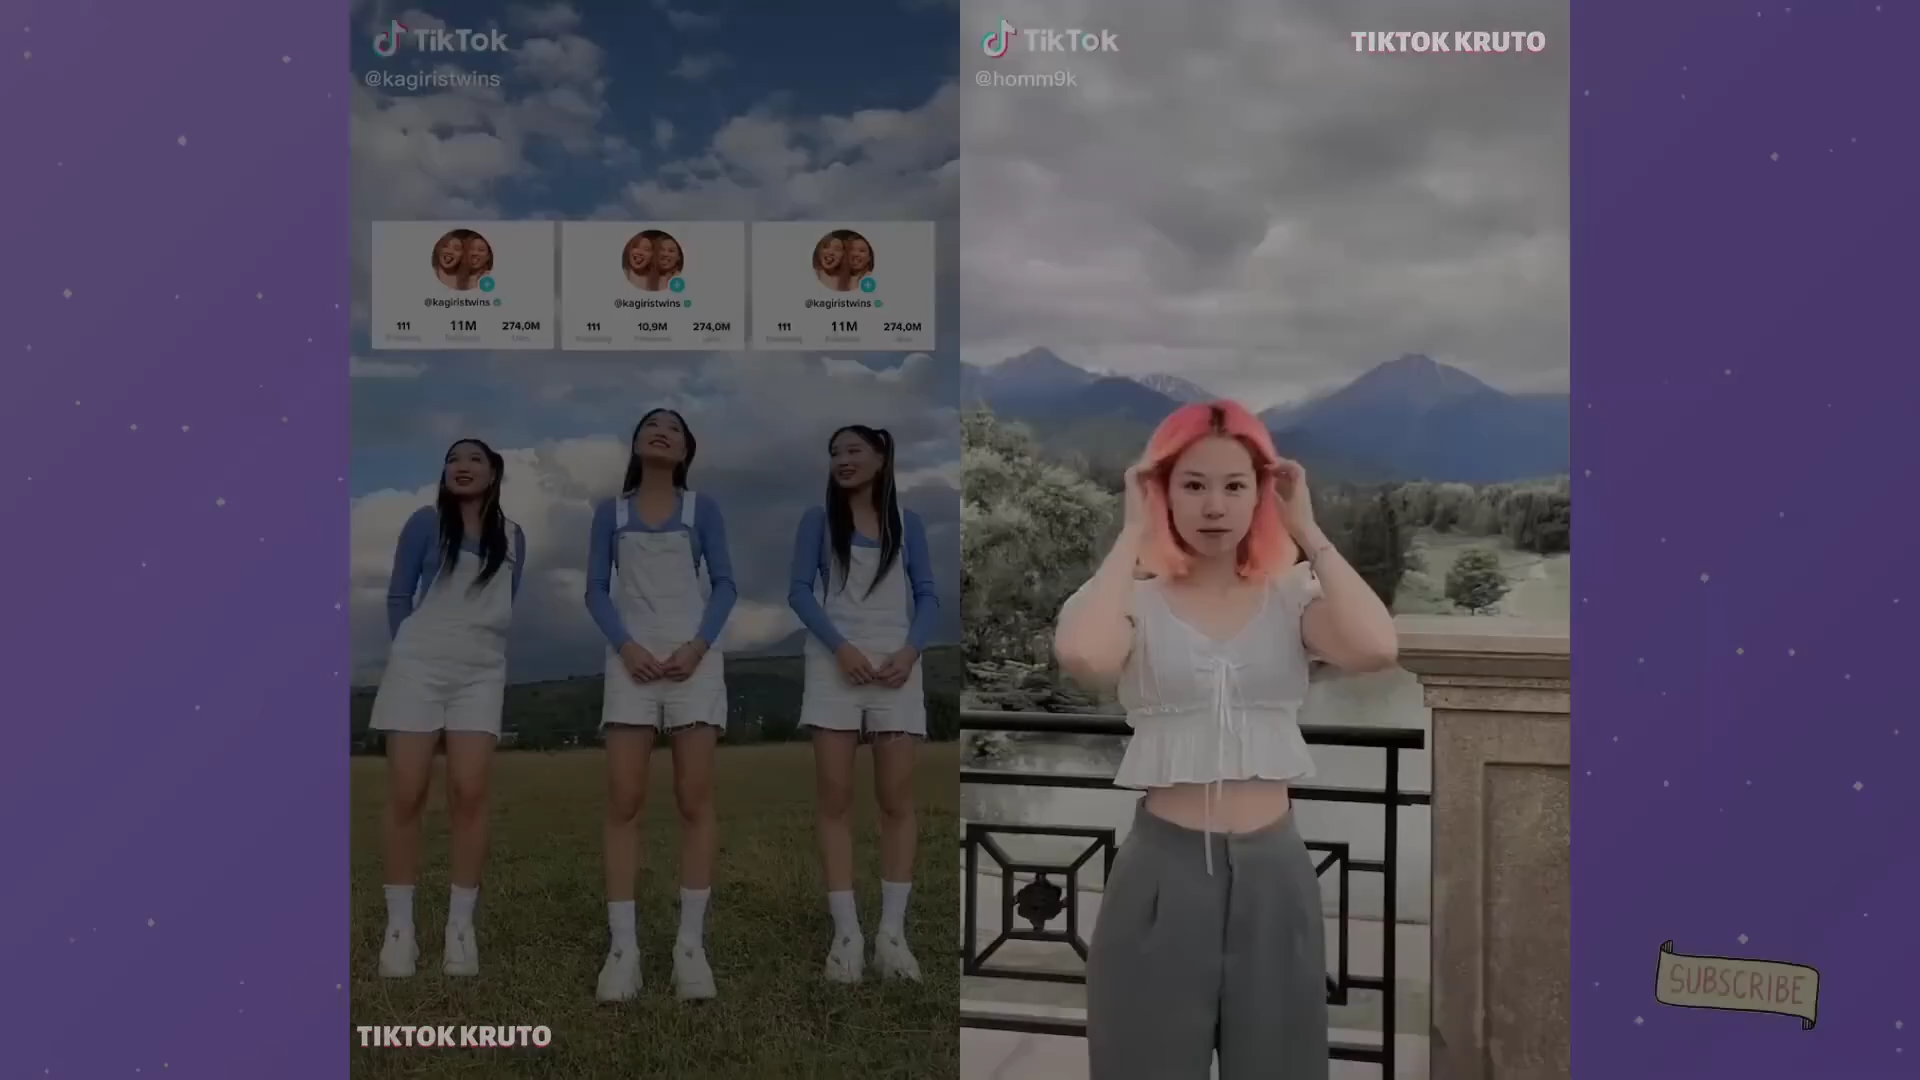 TikTok
@kagiristwins
@kagiristwins
111 11M 274,0M
@kagiristwins
111 10,9M 274,0M
@kagiristwins
111 11M 274,0M
TIKTOK KRUTO
TikTok
@homm9k
TIKTOK KRUTO
SUBSCRIBE